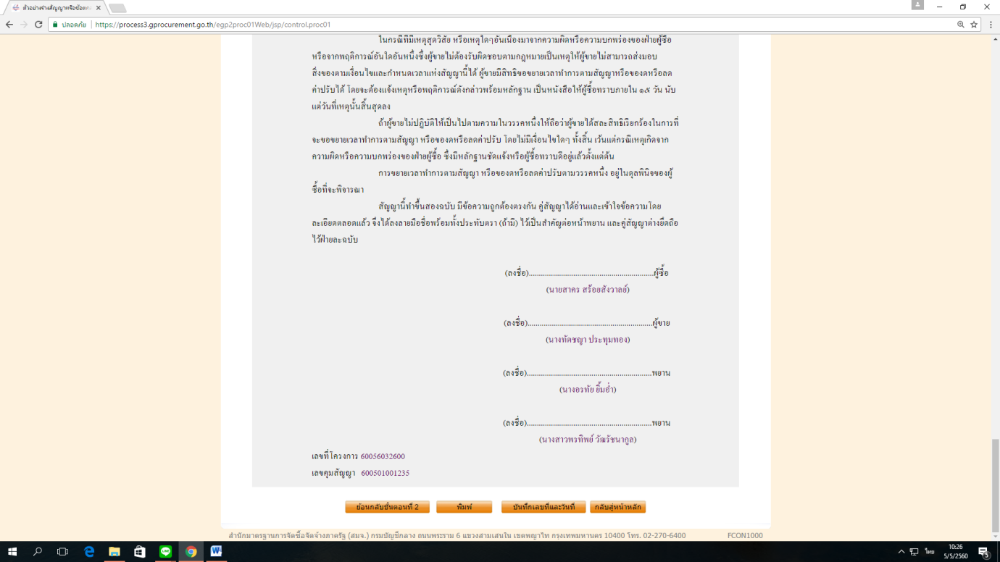 ตัวอย่างร่างสัญญาหรือข้อตกล
ปลอดภัย https://process3.gprocurement.go.th/egp2proc01Web/jsp/control.proc01
ในกรณีที่มีเหตุสุดวิสัย หรือเหตุใดๆอันเนื่องมาจากความผิดหรือความบกพร่องของฝ่ายผู้ซื้อ
หรือจากพฤติการณ์อันใดอันหนึ่งซึ่งผู้ขายไม่ต้องรับผิดชอบตามกฎหมายเป็นเหตุให้ผู้ขายไม่สามารถส่งมอบ
สิ่งของตามเงื่อนไขและกำหนดเวลาแห่งสัญญานี้ได้ ผู้ขายมีสิทธิขอขยายเวลาทำการตามสัญญาหรือของดหรือลด
ค่าปรับได้ โดยจะต้องแจ้งเหตุหรือพฤติการณ์ดังกล่าวพร้อมหลักฐาน เป็นหนังสือให้ผู้ซื้อทราบภายใน ๑๕ วัน นับ
แต่วันที่เหตุนั้นสิ้นสุดลง
ถ้าผู้ขายไม่ปฏิบัติให้เป็นไปตามความในวรรคหนึ่งให้ถือว่าผู้ขายได้สละสิทธิเรียกร้องในการที่
จะขอขยายเวลาทำการตามสัญญา หรือของดหรือลดค่าปรับ โดยไม่มีเงื่อนไขใดๆ ทั้งสิ้น เว้นแต่กรณีเหตุเกิดจาก
ความผิดหรือความบกพร่องของฝ่ายผู้ซื้อ ซึ่งมีหลักฐานชัดแจ้งหรือผู้ซื้อทราบดีอยู่แล้วตั้งแต่ต้น
การขยายเวลาทำการตามสัญญา หรือของดหรือลดค่าปรับตามวรรคหนึ่ง อยู่ในดุลพินิจของผู้
ซื้อที่จะพิจารณา
สัญญานี้ทำขึ้นสองฉบับ มีข้อความถูกต้องตรงกัน คู่สัญญาได้อ่านและเข้าใจข้อความโดย
ละเอียดตลอดแล้ว จึงได้ลงลายมือชื่อพร้อมทั้งประทับตรา (ถ้ามี) ไว้เป็นสำคัญต่อหน้าพยาน และคู่สัญญาต่างยึดถือ
ไว้ฝ่ายละฉบับ
(ลงชื่อ)..............................................................ผู้ซื้อ
(นายสาคร สร้อยสังวาลย์)
(ลงชื่อ)..............................................................ผู้ขาย
(นางทัตชญา ประทุมทอง)
(ลงชื่อ)..............................................................พยาน
(นางอรทัย ยิ้มอ่ำ)
(ลงชื่อ)..............................................................พยาน
(นางสาวพรทิพย์ วัฒรัชนากูล)
เลขที่โครงการ 60056032600
เลขคุมสัญญา 600501001235
ย้อนกลับขั้นตอนที่ 2 พิมพ์ บันทึกเลขที่และวันที่ กลับสู่หน้าหลัก
สำนักมาตรฐานการจัดซื้อจัดจ้างภาครัฐ (สมจ.) กรมบัญชีกลาง ถนนพระราม 6 แขวงสามเสนใน เขตพญาไท กรุงเทพมหานคร 10400 โทร. 02-270-6400 FCON1000
ไทย 10:26
5/5/2560
5